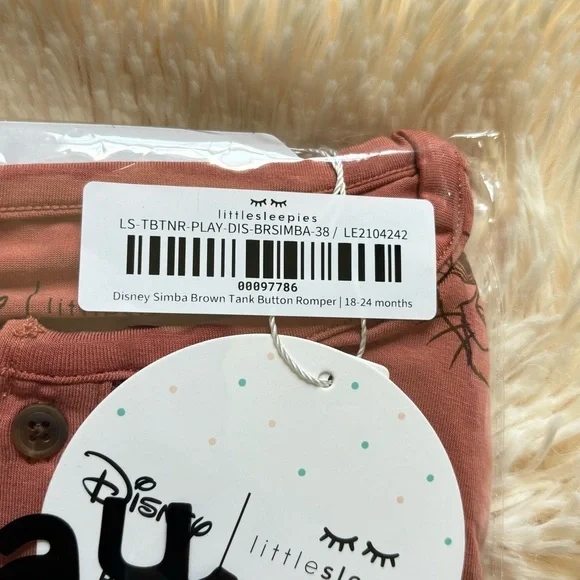 littlesleepies
LS-TBTNR-PLAY-DIS-BRSIMBA-38 / LE2104242
00097786
Disney Simba Brown Tank Button Romper | 18-24 months
Disney
littlesle